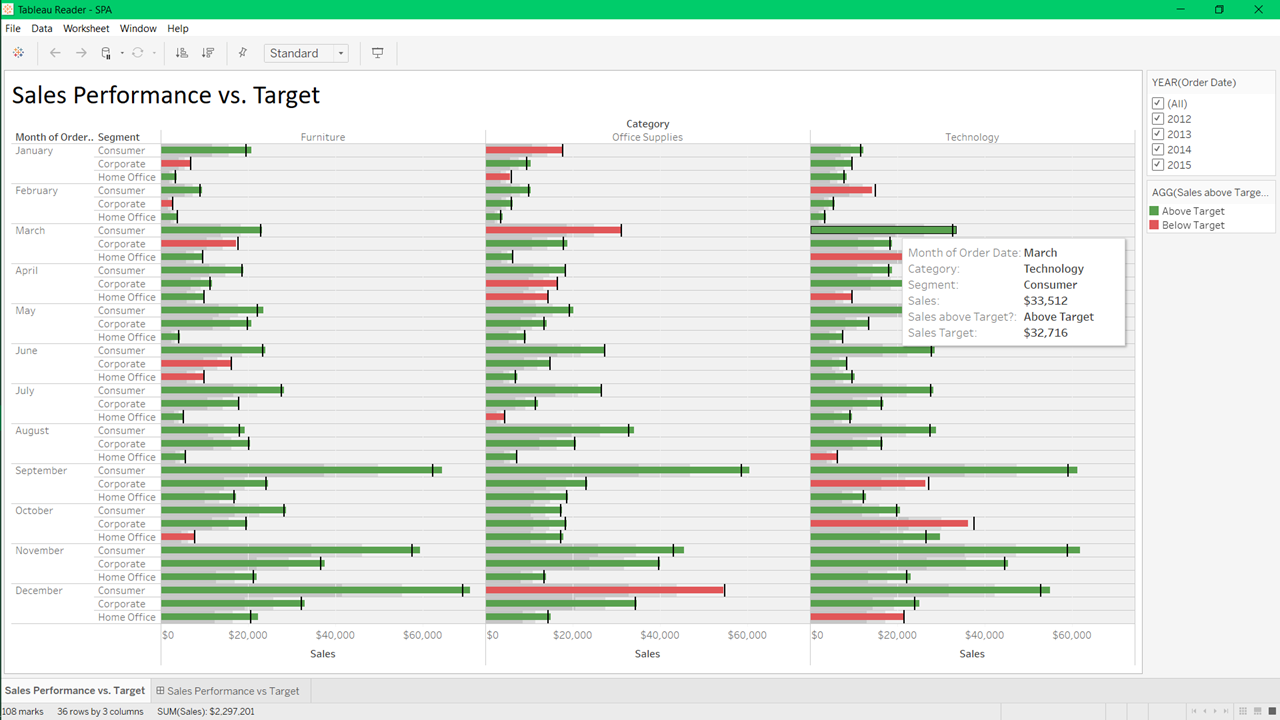 Tableau Reader - SPA
File Data Worksheet Window Help
Standard
Sales Performance vs. Target
Category
Month of Order.. Segment Furniture Office Supplies Technology
January Consumer
Corporate
Home Office
February Consumer
Corporate
Home Office
March Consumer
Corporate
Home Office
April Consumer
Corporate
Home Office
May Consumer
Corporate
Home Office
June Consumer
Corporate
Home Office
July Consumer
Corporate
Home Office
August Consumer
Corporate
Home Office
September Consumer
Corporate
Home Office
October Consumer
Corporate
Home Office
November Consumer
Corporate
Home Office
December Consumer
Corporate
Home Office
$0 $20,000 $40,000 $60,000 $0 $20,000 $40,000 $60,000 $0 $20,000 $40,000 $60,000
Sales Sales Sales
Month of Order Date: March
Category: Technology
Segment: Consumer
Sales: $33,512
Sales above Target?: Above Target
Sales Target: $32,716
YEAR(Order Date)
(All)
2012
2013
2014
2015
AGG(Sales above Targe...
Above Target
Below Target
Sales Performance vs. Target Sales Performance vs Target
108 marks 36 rows by 3 columns SUM(Sales): $2,297,201